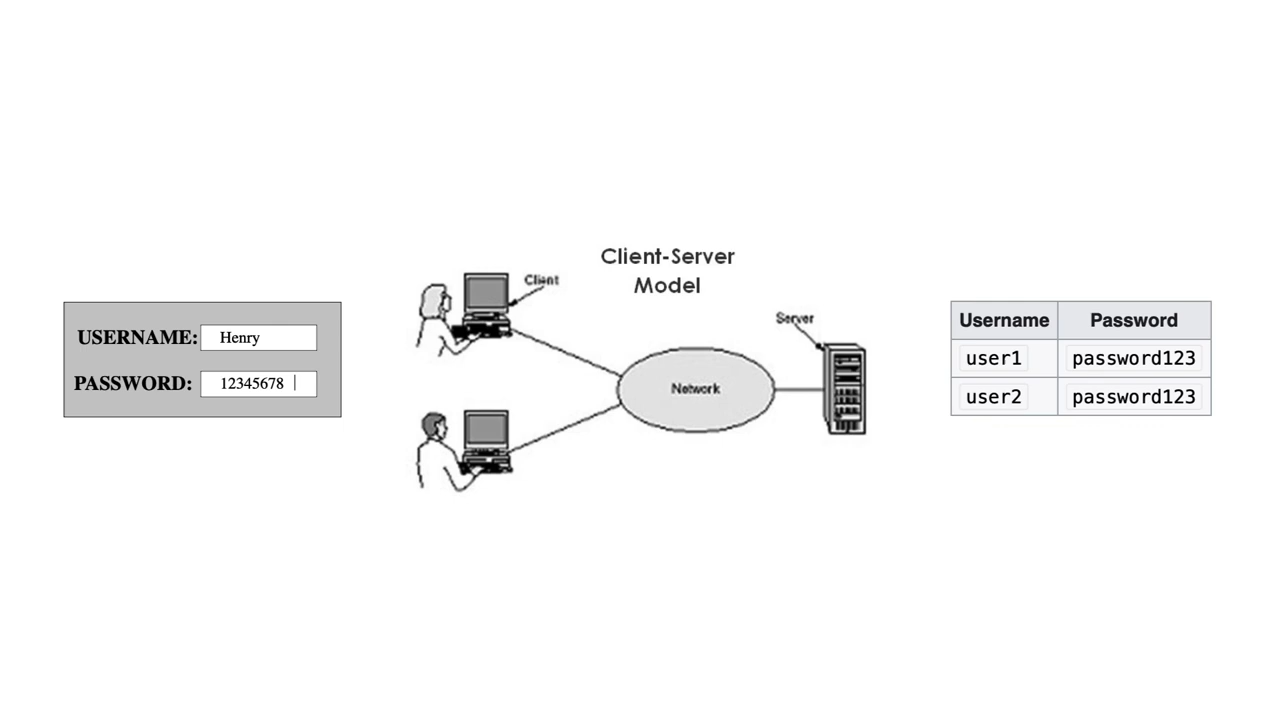 USERNAME: Henry
PASSWORD: 12345678
Client-Server
Model
Client
Server
Network
Username Password
user1 password123
user2 password123